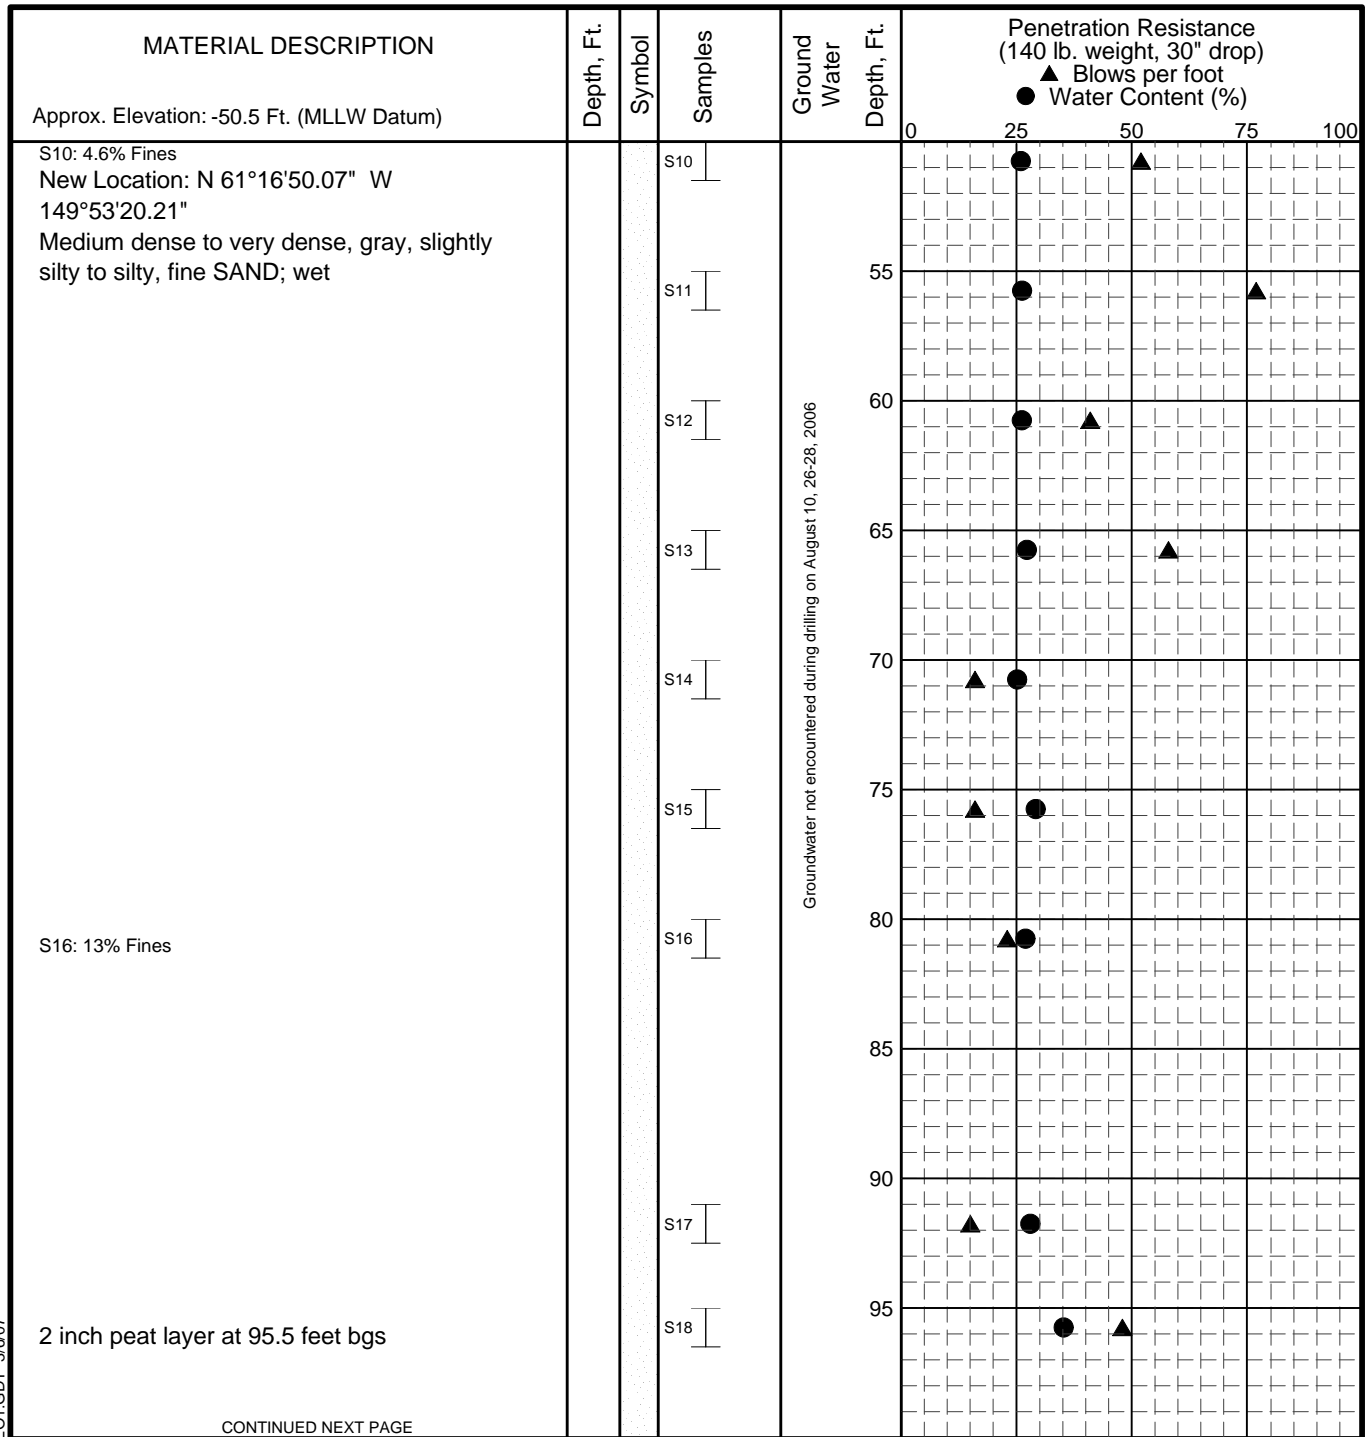 MATERIAL DESCRIPTION
Approx. Elevation: -50.5 Ft. (MLLW Datum)
Depth, Ft.
Symbol
Samples
Ground
Water
Depth, Ft.
Penetration Resistance
(140 lb. weight, 30" drop)
▲ Blows per foot
● Water Content (%)
0 25 50 75 100
S10: 4.6% Fines
New Location: N 61°16'50.07" W
149°53'20.21"
Medium dense to very dense, gray, slightly
silty to silty, fine SAND; wet
S10
S11
55
S12
60
S13
65
S14
70
S15
75
S16: 13% Fines
S16
80
85
90
S17
2 inch peat layer at 95.5 feet bgs
S18
95
Groundwater not encountered during drilling on August 10, 26-28, 2006
CONTINUED NEXT PAGE